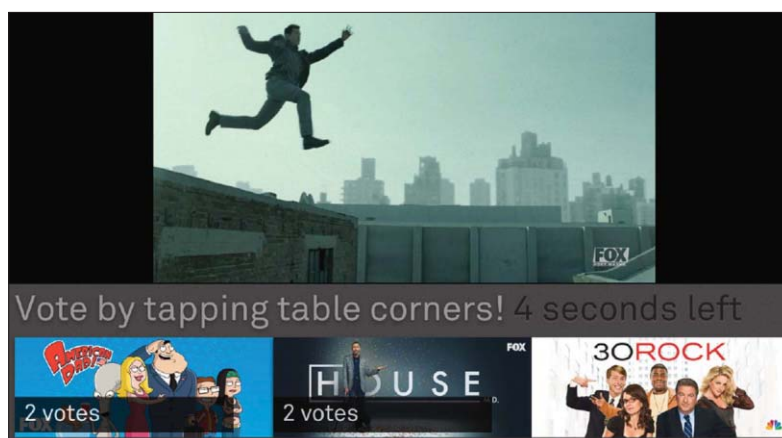 FOX
Vote by tapping table corners! 4 seconds left
AMERICAN DAD!
2 votes
HOUSE
FOX
2 votes
30ROCK